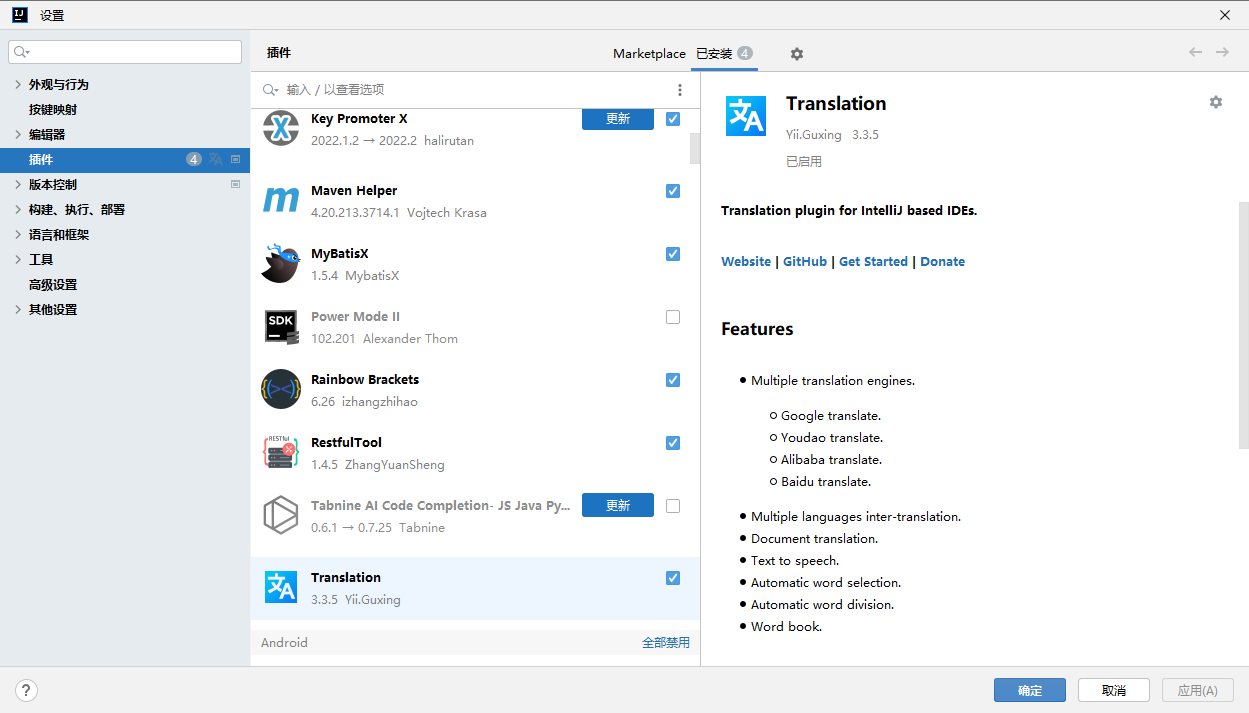 设置
外观与行为
按键映射
编辑器
插件 4
版本控制
构建、执行、部署
语言和框架
工具
高级设置
其他设置
插件 Marketplace 已安装 4
输入 / 以查看选项
Key Promoter X 更新
2022.1.2 → 2022.2 halirutan
Maven Helper
4.20.213.3714.1 Vojtech Krasa
MyBatisX
1.5.4 MybatisX
SDK
Power Mode II
102.201 Alexander Thom
Rainbow Brackets
6.26 izhangzhihao
RESTful
RestfulTool
1.4.5 ZhangYuanSheng
Tabnine AI Code Completion- JS Java Py... 更新
0.6.1 → 0.7.25 Tabnine
文A
Translation
3.3.5 Yii.Guxing
Android 全部禁用
文A
Translation
Yii.Guxing 3.3.5
已启用
Translation plugin for IntelliJ based IDEs.
Website | GitHub | Get Started | Donate
Features
Multiple translation engines.
Google translate.
Youdao translate.
Alibaba translate.
Baidu translate.
Multiple languages inter-translation.
Document translation.
Text to speech.
Automatic word selection.
Automatic word division.
Word book.
? 确定 取消 应用(A)